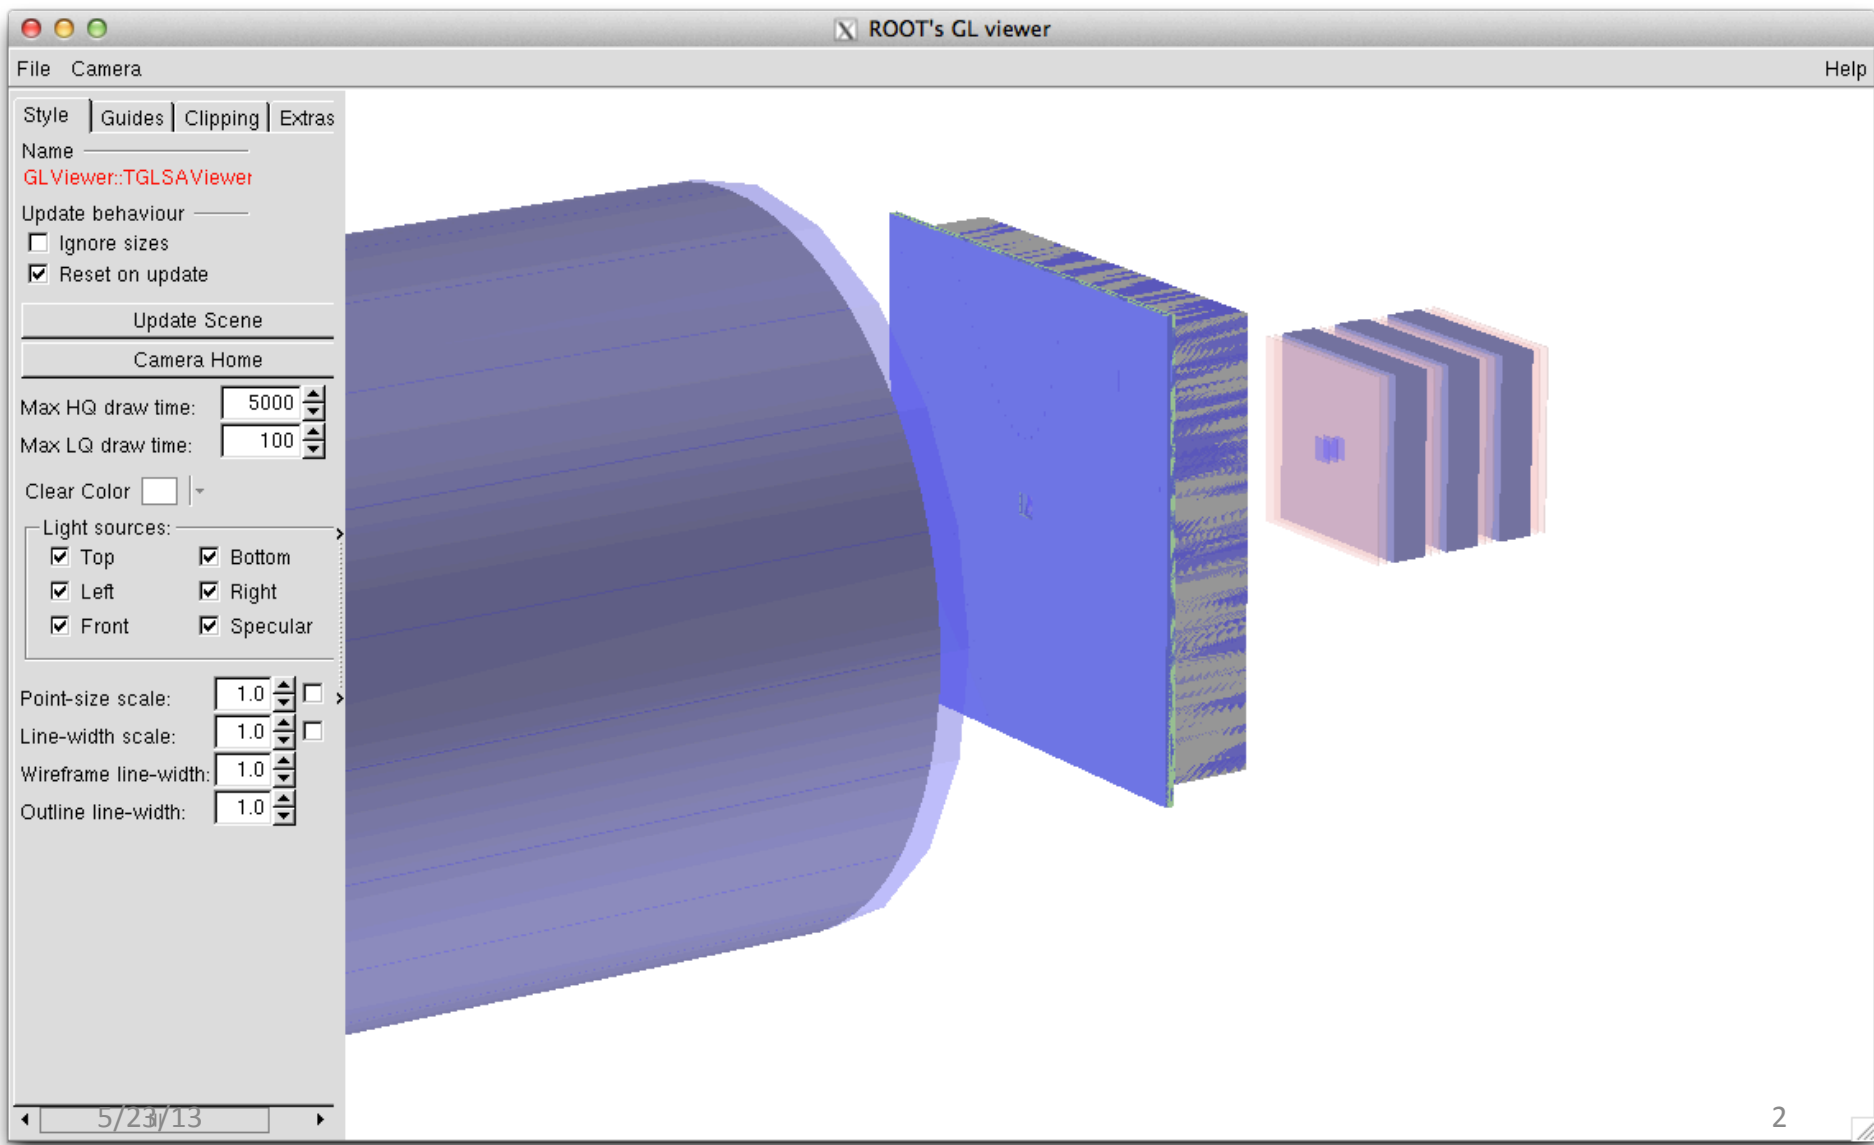 ROOT's GL viewer
File Camera Help
Style Guides Clipping Extras
Name
GLViewer::TGLSAViewer
Update behaviour
Ignore sizes
Reset on update
Update Scene
Camera Home
Max HQ draw time: 5000
Max LQ draw time: 100
Clear Color
Light sources:
Top Bottom
Left Right
Front Specular
Point-size scale: 1.0
Line-width scale: 1.0
Wireframe line-width: 1.0
Outline line-width: 1.0
5/23/13 2